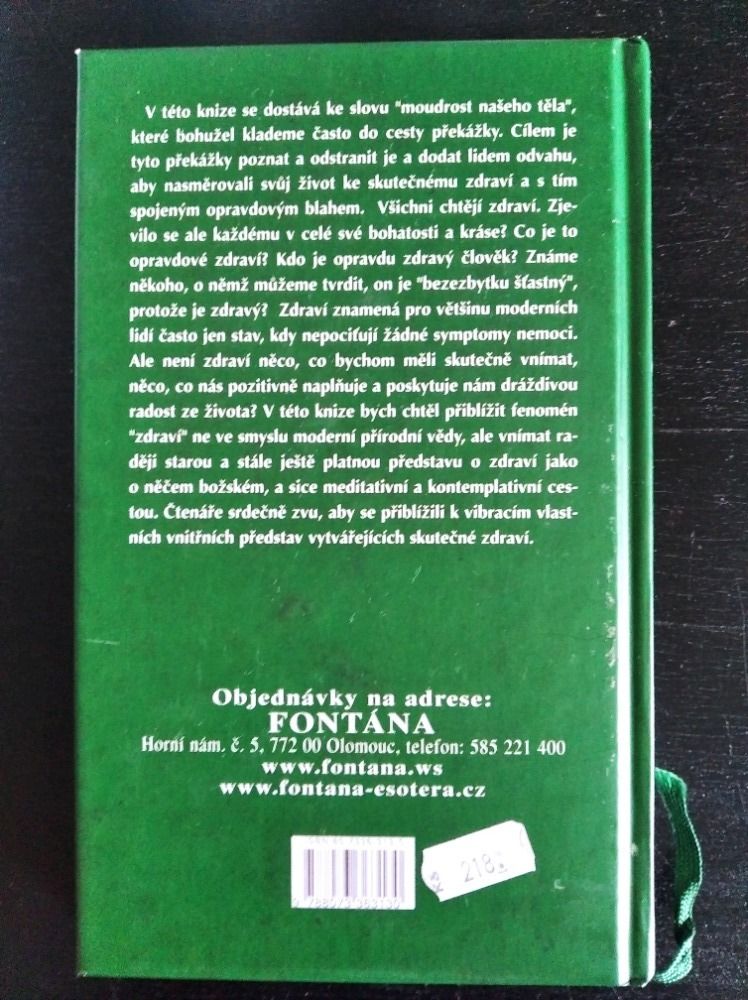 V této knize se dostává ke slovu "moudrost našeho těla",
které bohužel klademe často do cesty překážky. Cílem je
tyto překážky poznat a odstranit je a dodat lidem odvahu,
aby nasměrovali svůj život ke skutečnému zdraví a s tím
spojeným opravdovým blahem. Všichni chtějí zdraví. Zje-
vilo se ale každému v celé své bohatosti a kráse? Co je to
opravdové zdraví? Kdo je opravdu zdravý člověk? Známe
někoho, o němž můžeme tvrdit, on je "bezezbytku šťastný",
protože je zdravý? Zdraví znamená pro většinu moderních
lidí často jen stav, kdy nepociťují žádné symptomy nemoci.
Ale není zdraví něco, co bychom měli skutečně vnímat,
něco, co nás pozitivně naplňuje a poskytuje nám dráždivou
radost ze života? V této knize bych chtěl přiblížit fenomén
"zdraví" ne ve smyslu moderní přírodní vědy, ale vnímat ra-
ději starou a stále ještě platnou představu o zdraví jako
o něčem božském, a sice meditativní a kontemplativní ces-
tou. Čtenáře srdečně zvu, aby se přiblížili k vibracím vlast-
ních vnitřních představ vytvářejících skutečné zdraví.
Objednávky na adrese:
FONTÁNA
Horní nám. č. 5, 772 00 Olomouc, telefon: 585 221 400
www.fontana.ws
www.fontana-esotera.cz